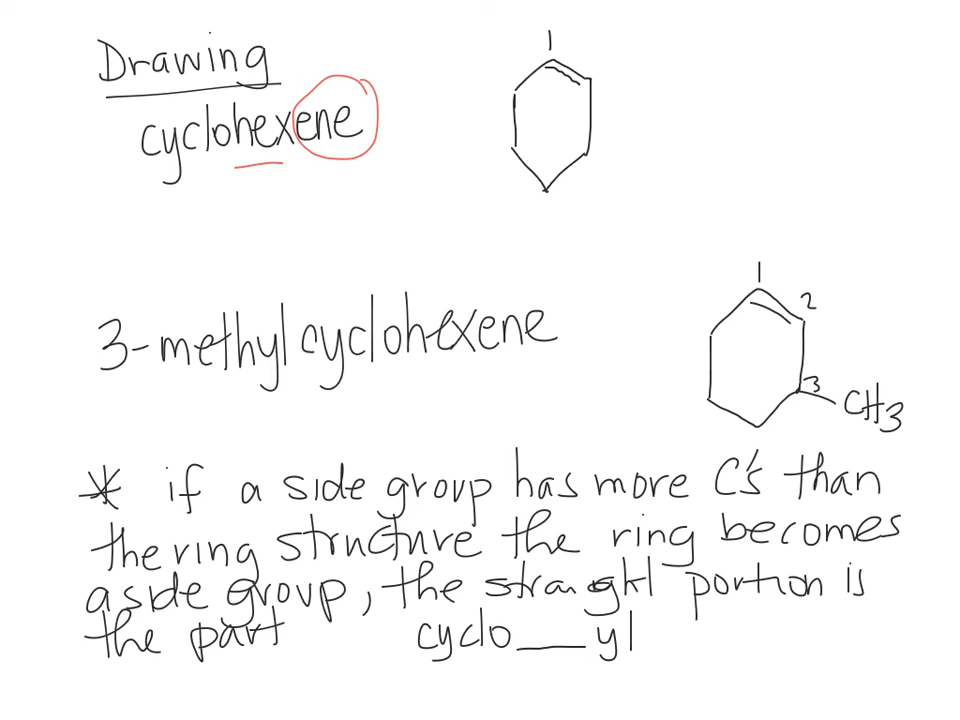 Drawing
cyclohexene
1
3-methylcyclohexene
1
2
3
CH3
* if a side group has more C's than
the ring structure the ring becomes
a side group, the straight portion is
the part cyclo___yl